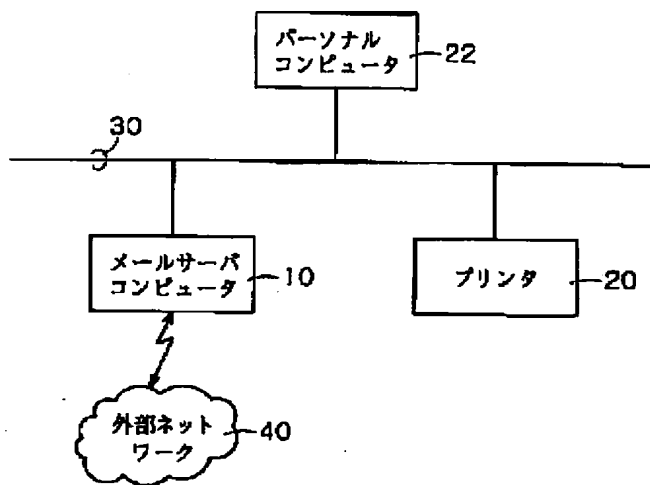 パーソナル
コンピュータ
22
30
メールサーバ
コンピュータ
10
プリンタ
20
外部ネット
ワーク
40